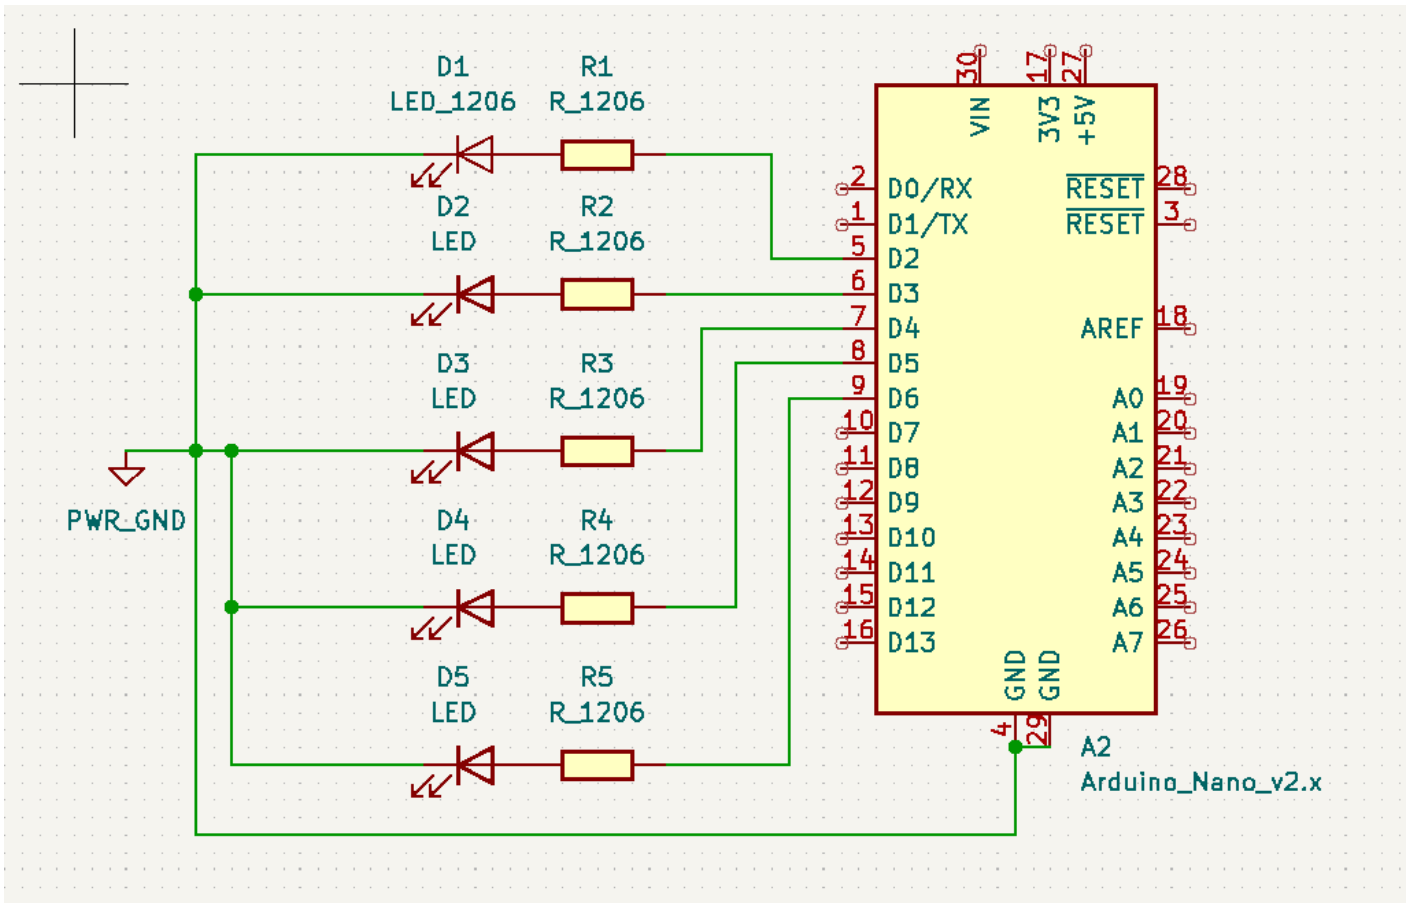 D1
LED_1206
R1
R_1206
D2
LED
R2
R_1206
D3
LED
R3
R_1206
PWR_GND
D4
LED
R4
R_1206
D5
LED
R5
R_1206
30
17
27
VIN
3V3
+5V
2 D0/RX
1 D1/TX
5 D2
6 D3
7 D4
8 D5
9 D6
10 D7
11 D8
12 D9
13 D10
14 D11
15 D12
16 D13
RESET 28
RESET 3
AREF 18
A0 19
A1 20
A2 21
A3 22
A4 23
A5 24
A6 25
A7 26
GND
GND
4
29
A2
Arduino_Nano_v2.x